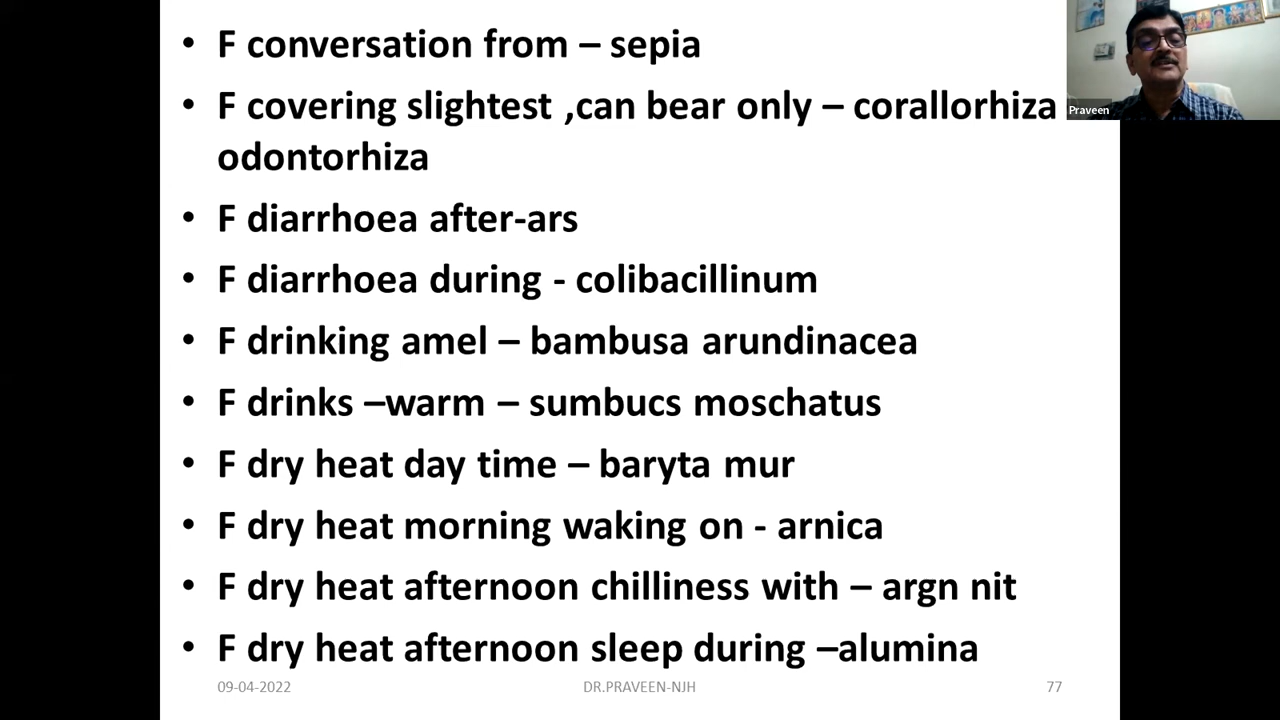 • F conversation from – sepia
• F covering slightest ,can bear only – corallorhiza
odontorhiza
• F diarrhoea after-ars
• F diarrhoea during - colibacillinum
• F drinking amel – bambusa arundinacea
• F drinks –warm – sumbucs moschatus
• F dry heat day time – baryta mur
• F dry heat morning waking on - arnica
• F dry heat afternoon chilliness with – argn nit
• F dry heat afternoon sleep during –alumina
09-04-2022 DR.PRAVEEN-NJH 77
Praveen